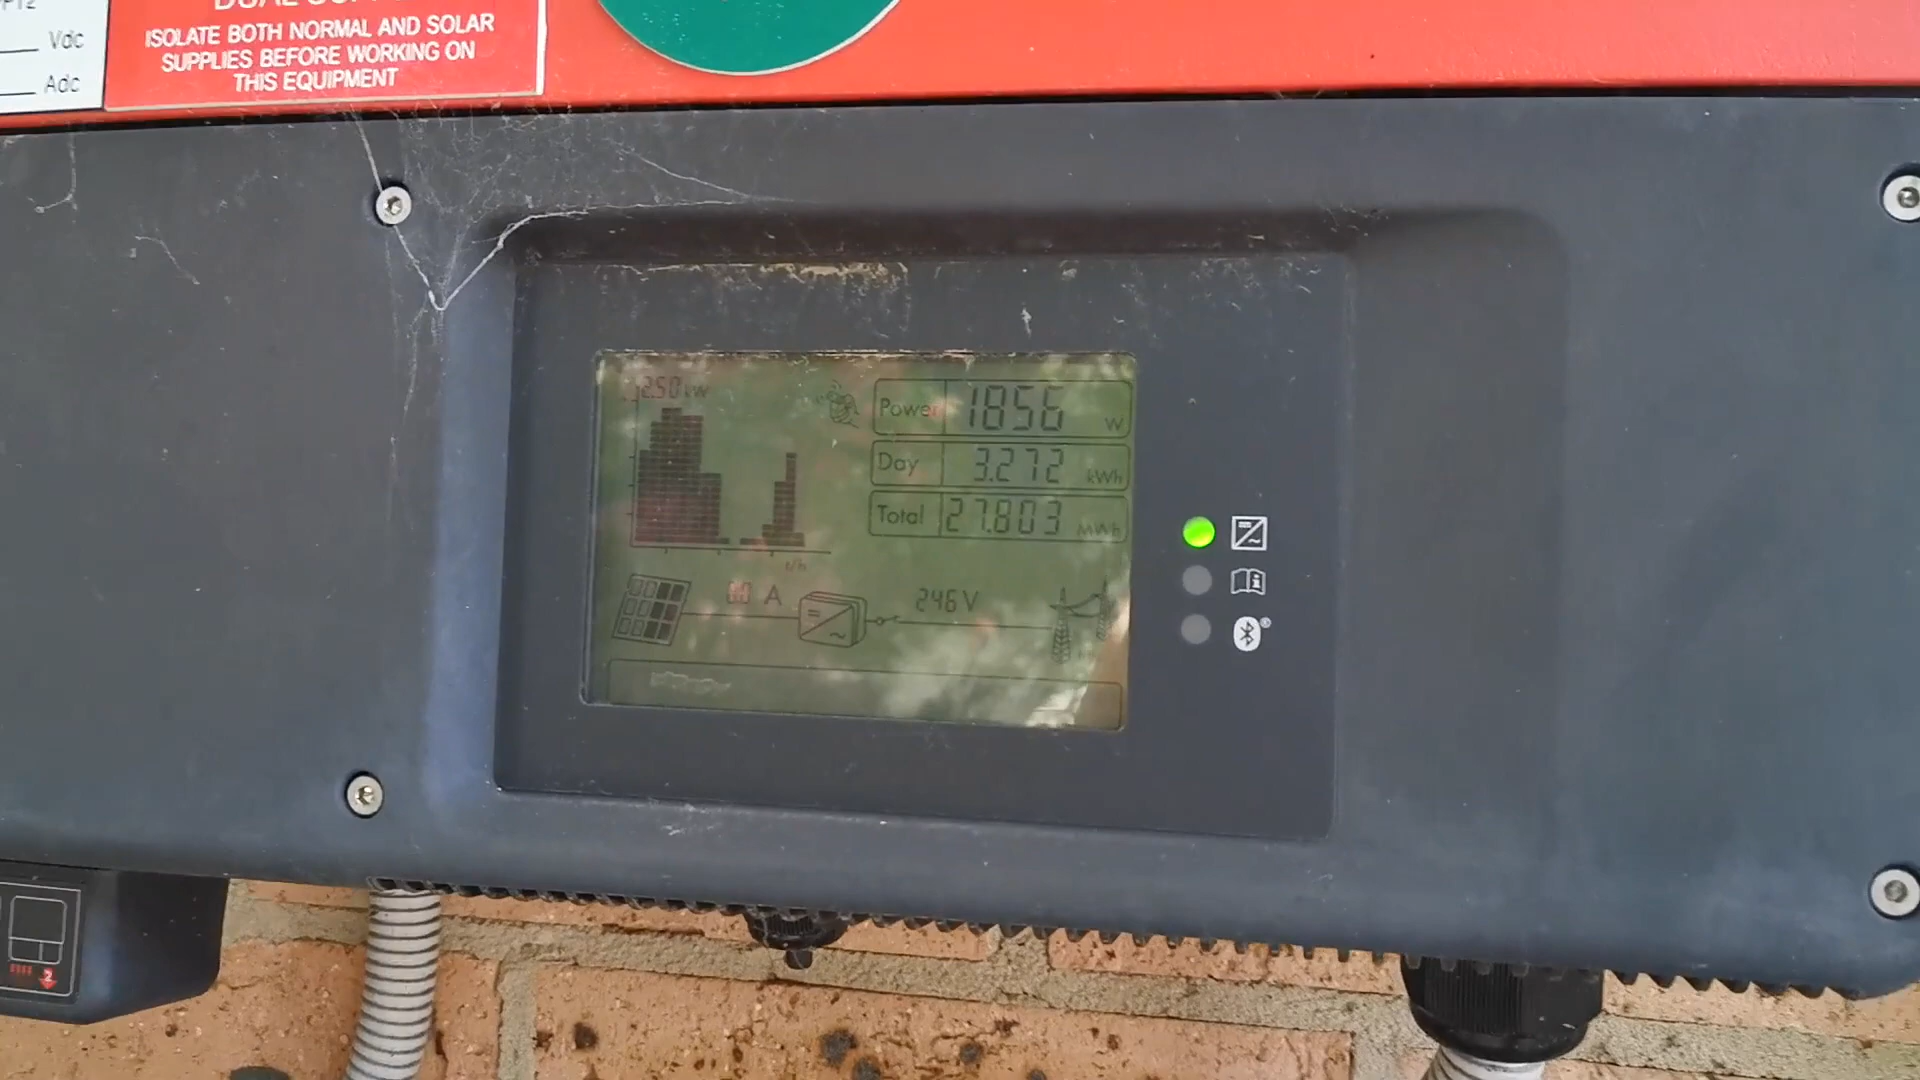 Vdc
Adc
ISOLATE BOTH NORMAL AND SOLAR
SUPPLIES BEFORE WORKING ON
THIS EQUIPMENT
2.50 kW
Power 1856 W
Day 3.272 kWh
Total 27.803 MWh
t/h
A
246 V